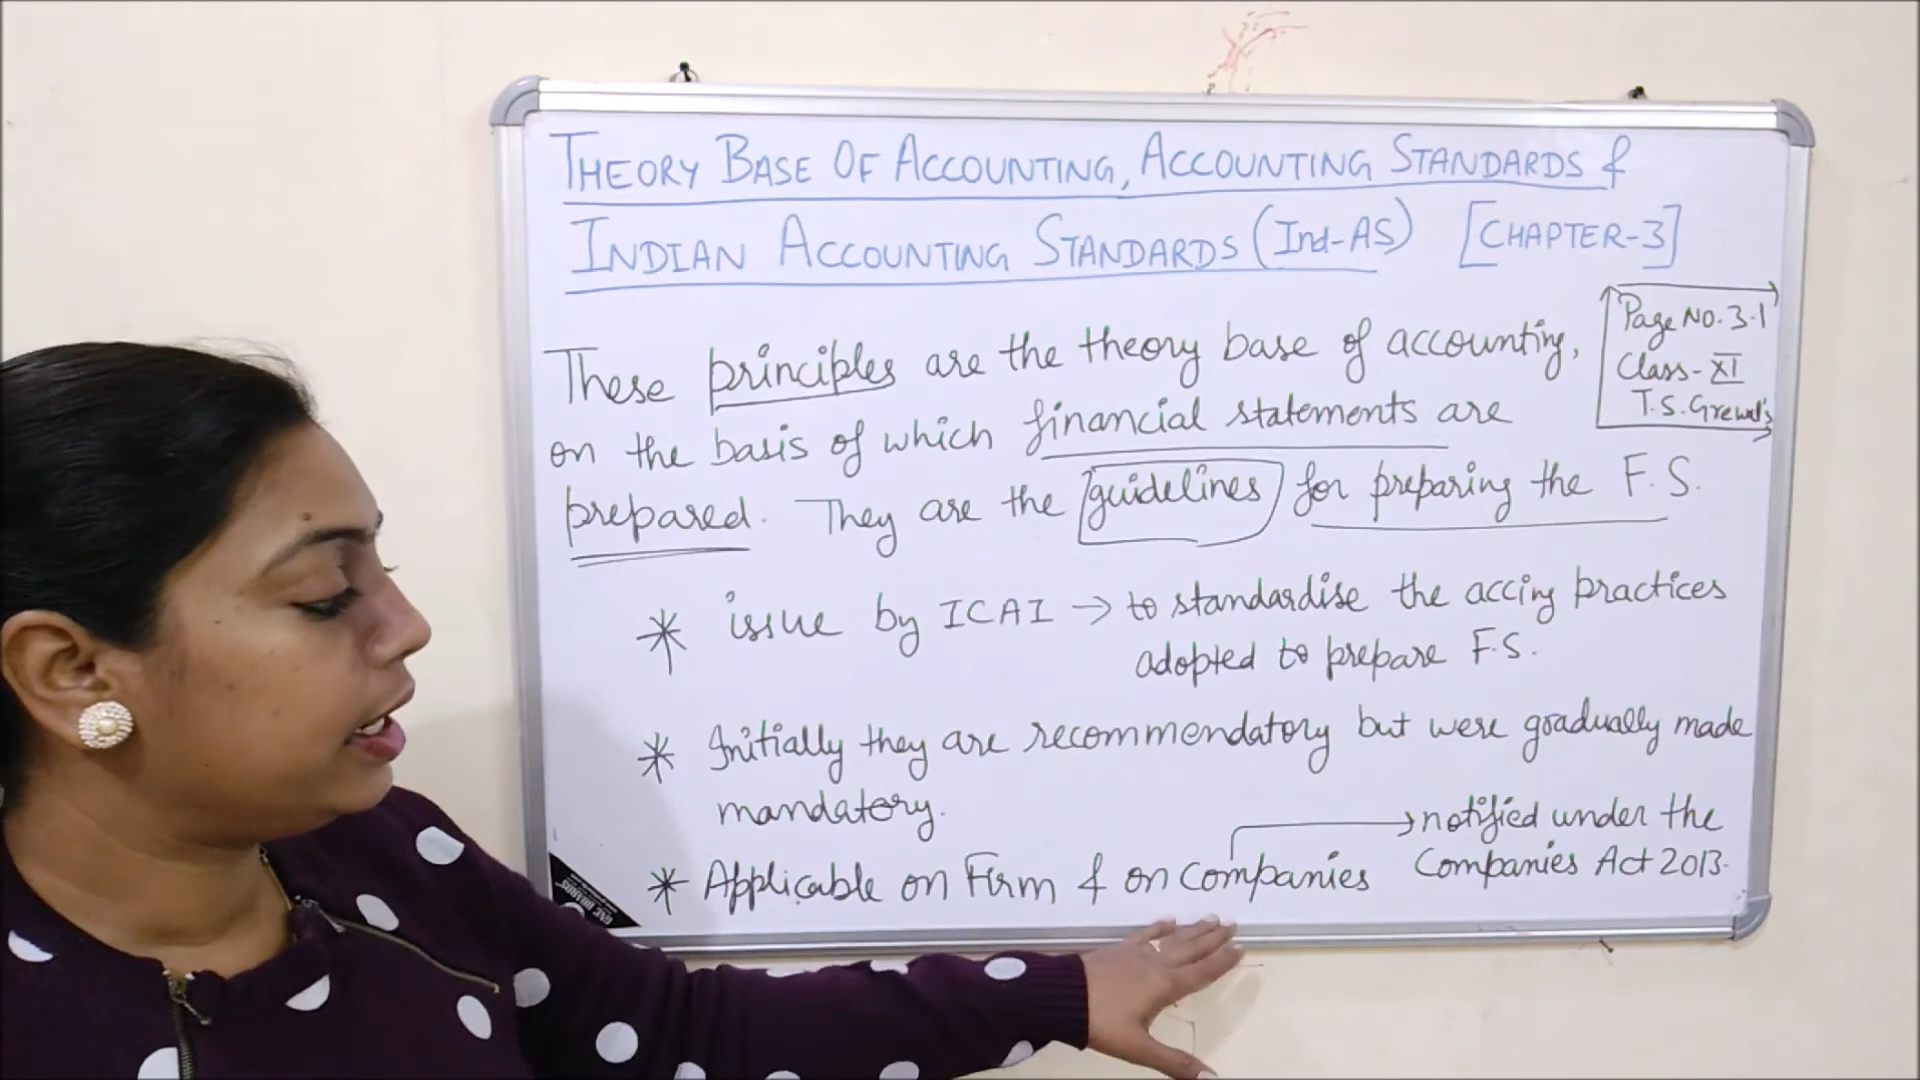 THEORY BASE OF ACCOUNTING, ACCOUNTING STANDARDS &
INDIAN ACCOUNTING STANDARDS (Ind-AS) [CHAPTER-3]
Page No. 3.1
Class - XI
T.S. Grewal's
These principles are the theory base of accounting,
on the basis of which financial statements are
prepared. They are the guidelines for preparing the F.S.
* issue by ICAI → to standardise the accing practices
adopted to prepare F.S.
* Initially they are recommendatory but were gradually made
mandatory.
* Applicable on Firm & on Companies → notified under the
Companies Act 2013.